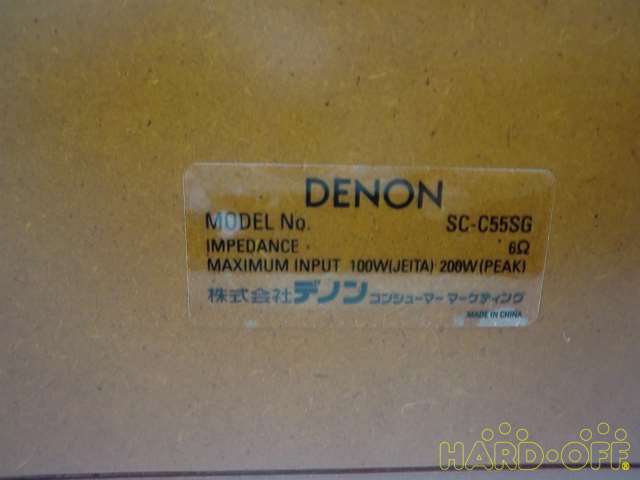 DENON
MODEL No. SC-C55SG
IMPEDANCE 6Ω
MAXIMUM INPUT 100W(JEITA) 200W(PEAK)
株式会社デノン コンシューマー マーケティング
MADE IN CHINA
HARD-OFF®